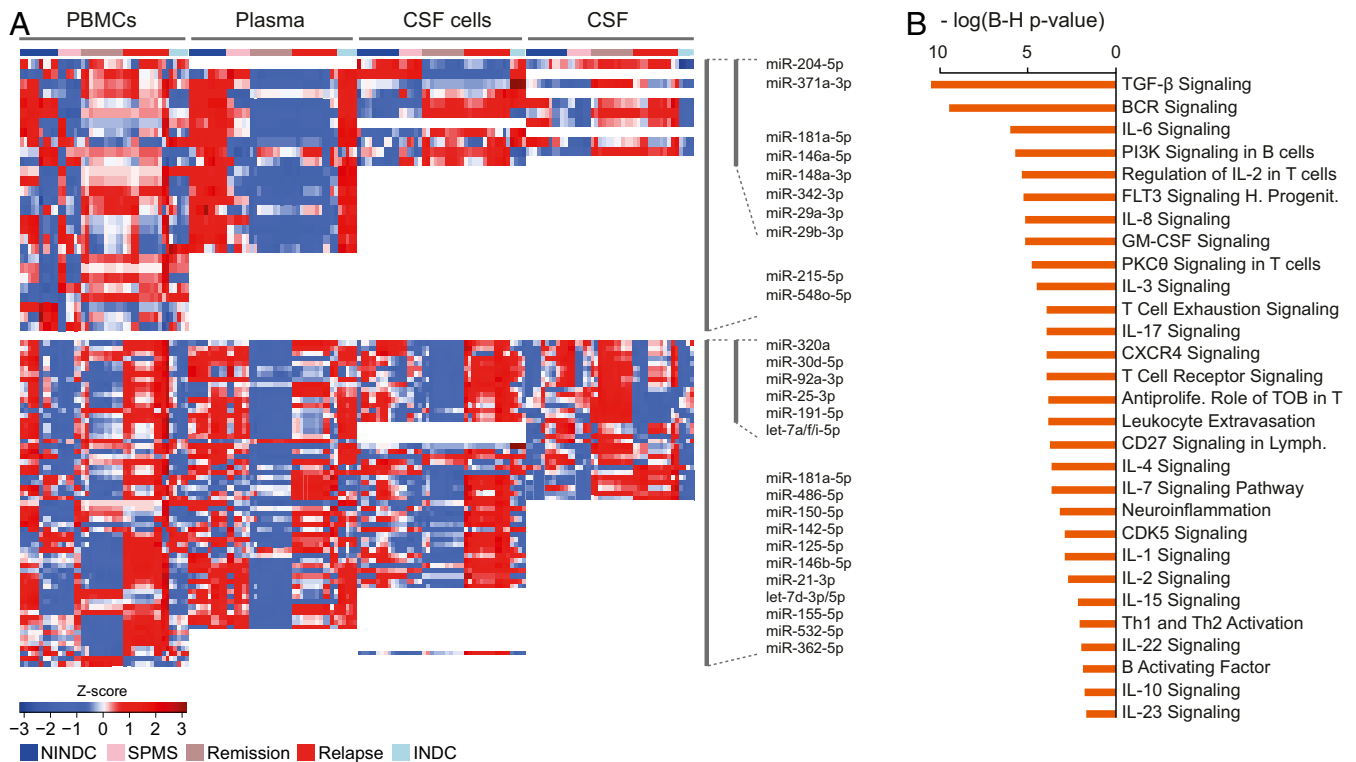 A
PBMCs Plasma CSF cells CSF
miR-204-5p
miR-371a-3p
miR-181a-5p
miR-146a-5p
miR-148a-3p
miR-342-3p
miR-29a-3p
miR-29b-3p
miR-215-5p
miR-548o-5p
miR-320a
miR-30d-5p
miR-92a-3p
miR-25-3p
miR-191-5p
let-7a/f/i-5p
miR-181a-5p
miR-486-5p
miR-150-5p
miR-142-5p
miR-125-5p
miR-146b-5p
miR-21-3p
let-7d-3p/5p
miR-155-5p
miR-532-5p
miR-362-5p
Z-score
−3 −2 −1 0 1 2 3
NINDC SPMS Remission Relapse INDC
B
- log(B-H p-value)
10 5 0
TGF-β Signaling
BCR Signaling
IL-6 Signaling
PI3K Signaling in B cells
Regulation of IL-2 in T cells
FLT3 Signaling H. Progenit.
IL-8 Signaling
GM-CSF Signaling
PKCθ Signaling in T cells
IL-3 Signaling
T Cell Exhaustion Signaling
IL-17 Signaling
CXCR4 Signaling
T Cell Receptor Signaling
Antiprolife. Role of TOB in T
Leukocyte Extravasation
CD27 Signaling in Lymph.
IL-4 Signaling
IL-7 Signaling Pathway
Neuroinflammation
CDK5 Signaling
IL-1 Signaling
IL-2 Signaling
IL-15 Signaling
Th1 and Th2 Activation
IL-22 Signaling
B Activating Factor
IL-10 Signaling
IL-23 Signaling